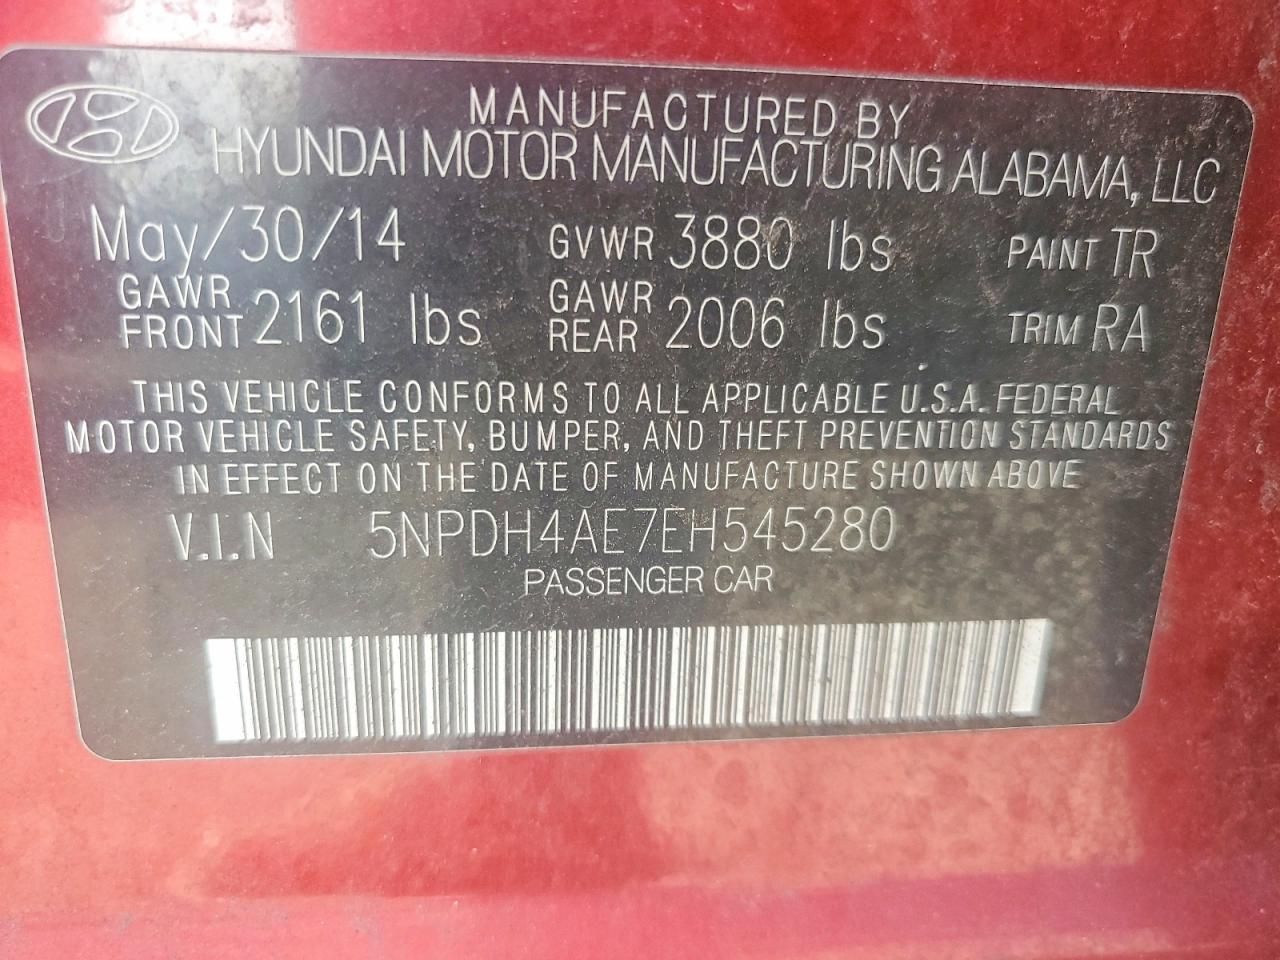 MANUFACTURED BY
HYUNDAI MOTOR MANUFACTURING ALABAMA, LLC
May/30/14 GVWR 3880 lbs PAINT TR
GAWR FRONT 2161 lbs GAWR REAR 2006 lbs TRIM RA
THIS VEHICLE CONFORMS TO ALL APPLICABLE U.S.A. FEDERAL
MOTOR VEHICLE SAFETY, BUMPER, AND THEFT PREVENTION STANDARDS
IN EFFECT ON THE DATE OF MANUFACTURE SHOWN ABOVE
V.I.N 5NPDH4AE7EH545280
PASSENGER CAR